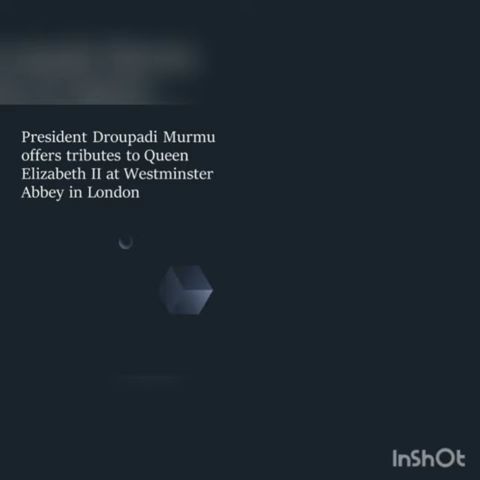 President Droupadi Murmu
offers tributes to Queen
Elizabeth II at Westminster
Abbey in London
InShOt